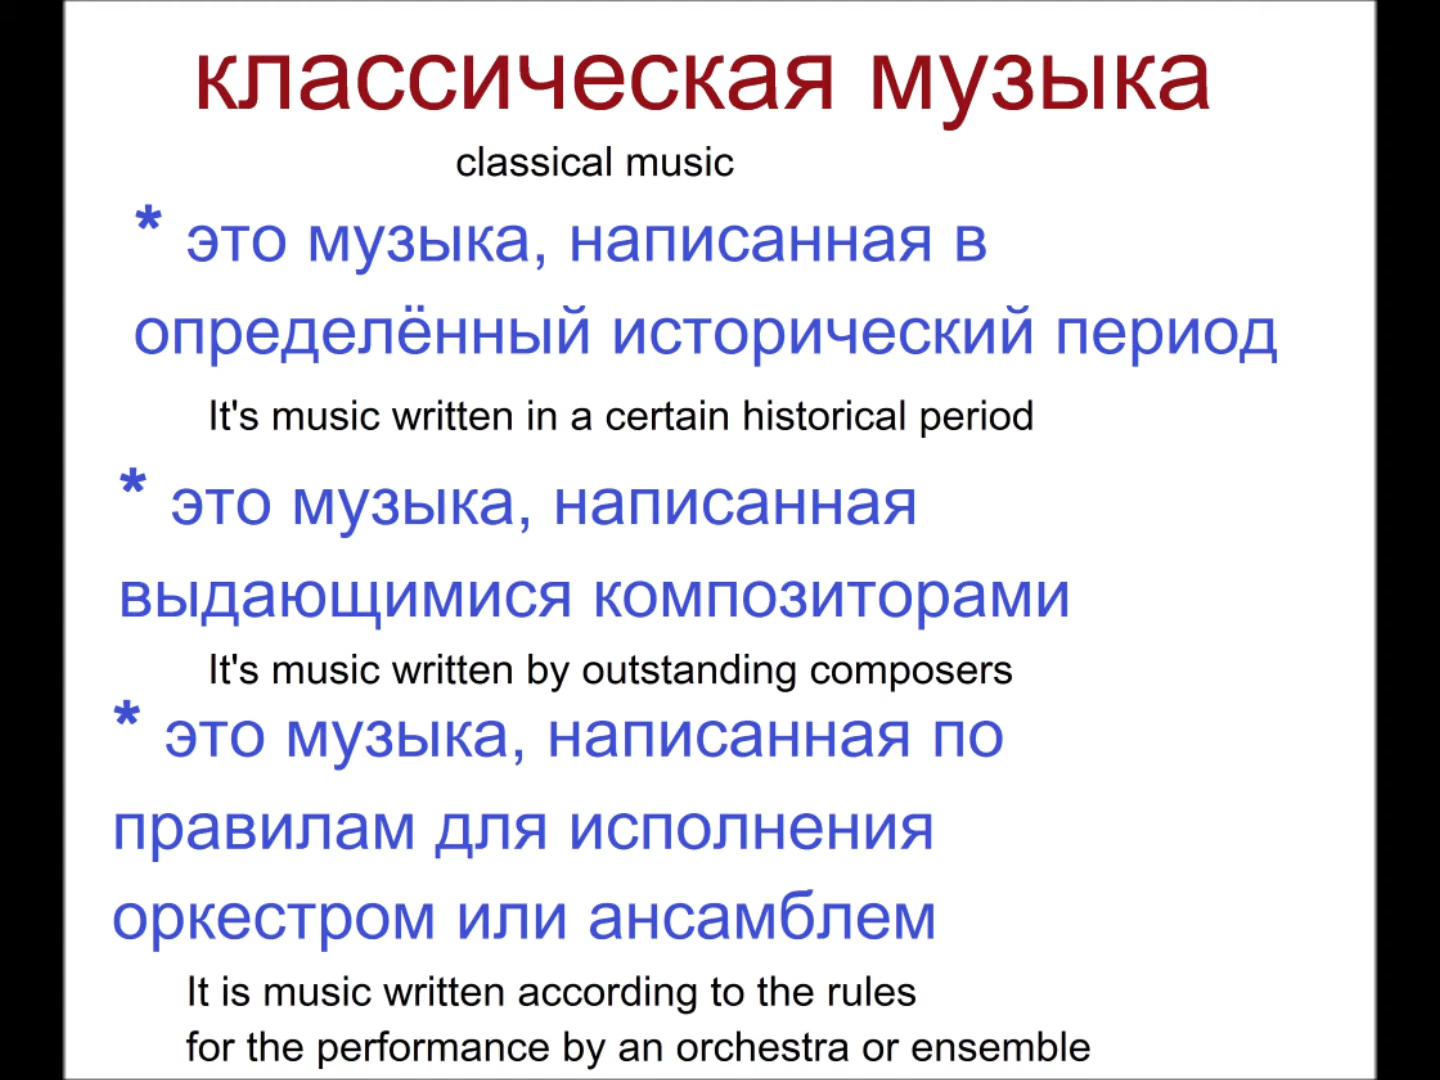 классическая музыка
classical music
* это музыка, написанная в
определённый исторический период
It's music written in a certain historical period
* это музыка, написанная
выдающимися композиторами
It's music written by outstanding composers
* это музыка, написанная по
правилам для исполнения
оркестром или ансамблем
It is music written according to the rules
for the performance by an orchestra or ensemble